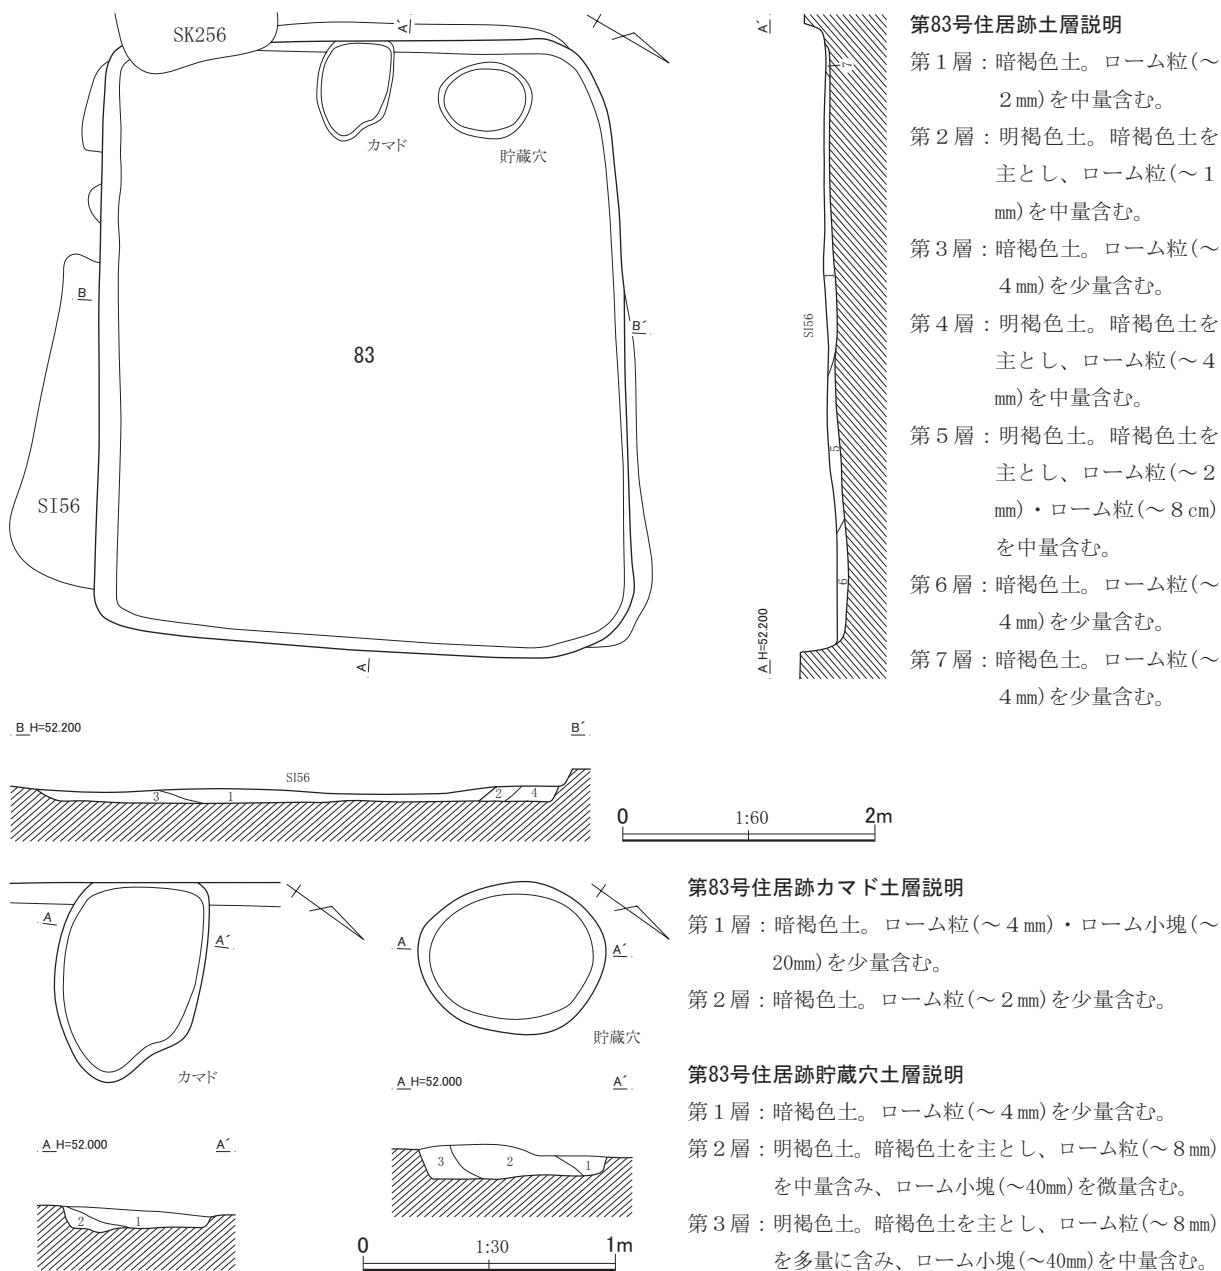 SK256
A´
カマド
貯蔵穴
B
B´
83
SI56
A
A´
7
1
SI56
5
6
A H=52.200
第83号住居跡土層説明
第1層：暗褐色土。ローム粒(～
2㎜)を中量含む。
第2層：明褐色土。暗褐色土を
主とし、ローム粒(～1
㎜)を中量含む。
第3層：暗褐色土。ローム粒(～
4㎜)を少量含む。
第4層：明褐色土。暗褐色土を
主とし、ローム粒(～4
㎜)を中量含む。
第5層：明褐色土。暗褐色土を
主とし、ローム粒(～2
㎜)・ローム粒(～8㎝)
を中量含む。
第6層：暗褐色土。ローム粒(～
4㎜)を少量含む。
第7層：暗褐色土。ローム粒(～
4㎜)を少量含む。
B H=52.200 B´
SI56
3 1 2 4
0 1:60 2m
A A´
カマド
A H=52.000 A´
2 1
A A´
貯蔵穴
A H=52.000 A´
3 2 1
0 1:30 1m
第83号住居跡カマド土層説明
第1層：暗褐色土。ローム粒(～4㎜)・ローム小塊(～
20㎜)を少量含む。
第2層：暗褐色土。ローム粒(～2㎜)を少量含む。
第83号住居跡貯蔵穴土層説明
第1層：暗褐色土。ローム粒(～4㎜)を少量含む。
第2層：明褐色土。暗褐色土を主とし、ローム粒(～8㎜)
を中量含み、ローム小塊(～40㎜)を微量含む。
第3層：明褐色土。暗褐色土を主とし、ローム粒(～8㎜)
を多量に含み、ローム小塊(～40㎜)を中量含む。